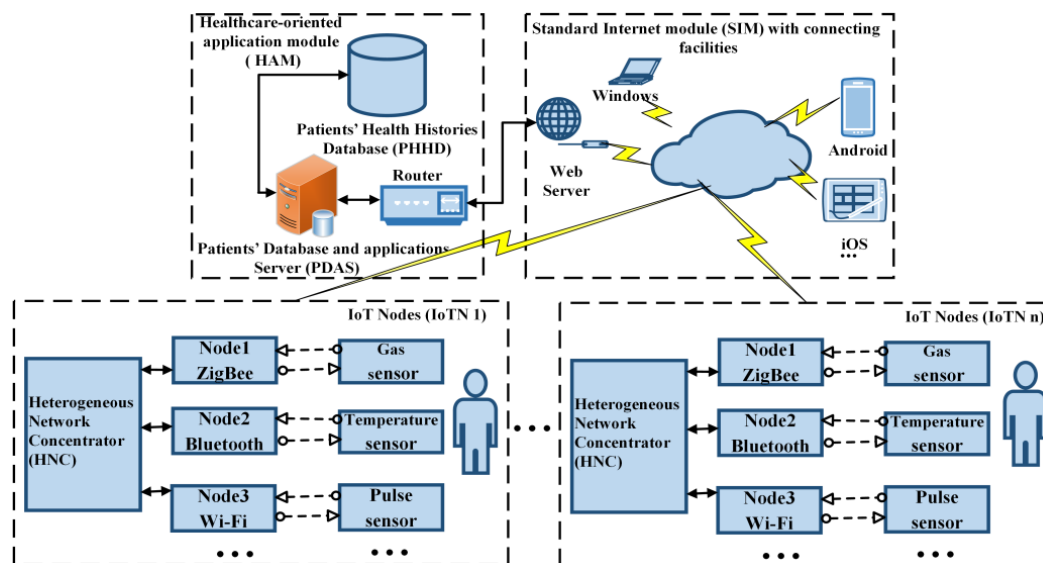 Healthcare-oriented
application module
( HAM)
Patients' Health Histories
Database (PHHD)
Router
Patients' Database and applications
Server (PDAS)
Standard Internet module (SIM) with connecting
facilities
Windows
Web
Server
Android
iOS
...
IoT Nodes (IoTN 1)
Heterogeneous
Network
Concentrator
(HNC)
Node1
ZigBee
Gas
sensor
Node2
Bluetooth
Temperature
sensor
Node3
Wi-Fi
Pulse
sensor
...
...
...
IoT Nodes (IoTN n)
Heterogeneous
Network
Concentrator
(HNC)
Node1
ZigBee
Gas
sensor
Node2
Bluetooth
Temperature
sensor
Node3
Wi-Fi
Pulse
sensor
...
...